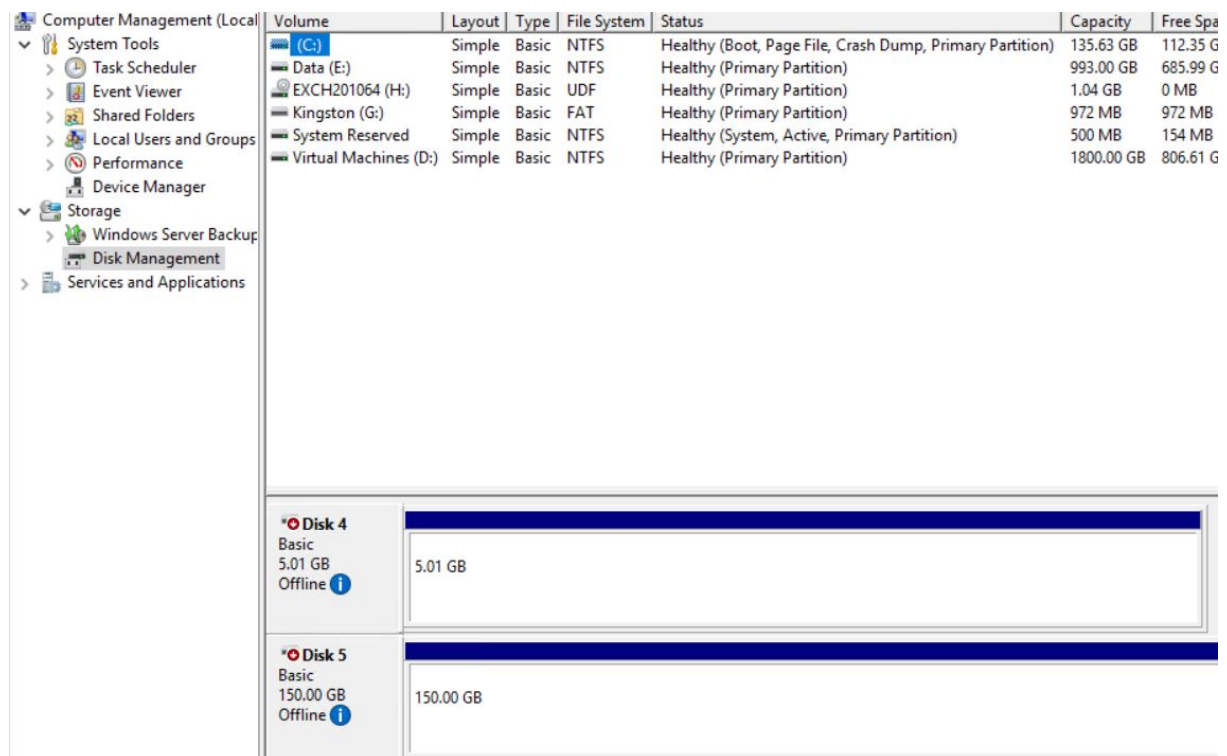 Computer Management (Local
System Tools
Task Scheduler
Event Viewer
Shared Folders
Local Users and Groups
Performance
Device Manager
Storage
Windows Server Backup
Disk Management
Services and Applications
Volume Layout Type File System Status Capacity Free Spa
(C:) Simple Basic NTFS Healthy (Boot, Page File, Crash Dump, Primary Partition) 135.63 GB 112.35 G
Data (E:) Simple Basic NTFS Healthy (Primary Partition) 993.00 GB 685.99 G
EXCH201064 (H:) Simple Basic UDF Healthy (Primary Partition) 1.04 GB 0 MB
Kingston (G:) Simple Basic FAT Healthy (Primary Partition) 972 MB 972 MB
System Reserved Simple Basic NTFS Healthy (System, Active, Primary Partition) 500 MB 154 MB
Virtual Machines (D:) Simple Basic NTFS Healthy (Primary Partition) 1800.00 GB 806.61 G
Disk 4
Basic
5.01 GB
Offline
5.01 GB
Disk 5
Basic
150.00 GB
Offline
150.00 GB